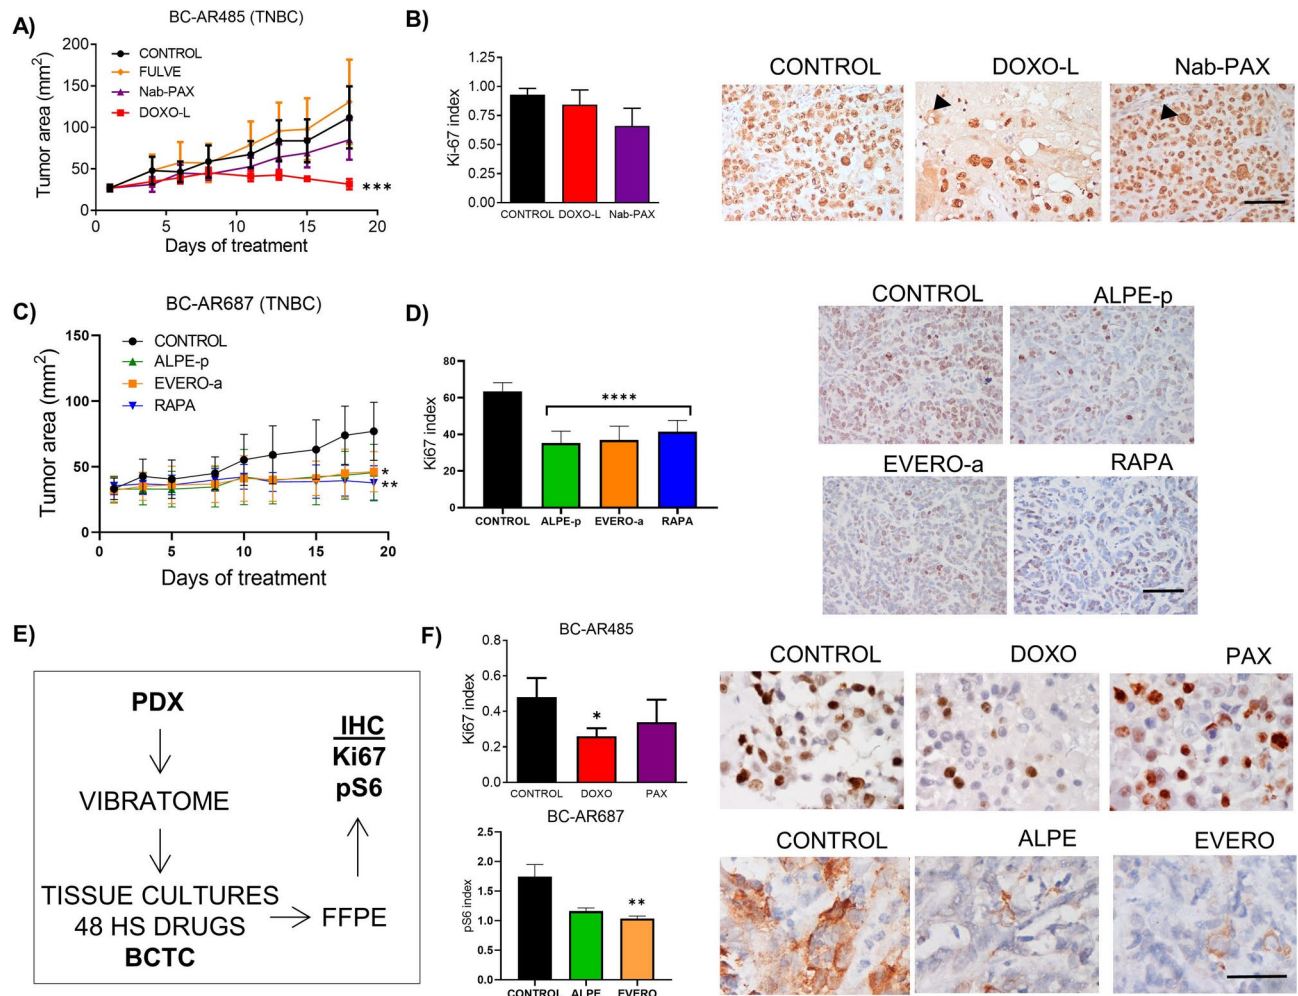 A)
BC-AR485 (TNBC)
Tumor area (mm2)
200
150
100
50
0
CONTROL
FULVE
Nab-PAX
DOXO-L
***
0 5 10 15 20
Days of treatment
B)
Ki-67 index
1.25
1.00
0.75
0.50
0.25
0.00
CONTROL DOXO-L Nab-PAX
CONTROL DOXO-L Nab-PAX
C)
BC-AR687 (TNBC)
Tumor area (mm2)
150
100
50
0
CONTROL
ALPE-p
EVERO-a
RAPA
*
**
0 5 10 15 20
Days of treatment
D)
Ki67 index
80
60
40
20
0
****
CONTROL ALPE-p EVERO-a RAPA
CONTROL ALPE-p
EVERO-a RAPA
E)
PDX
VIBRATOME
TISSUE CULTURES
48 HS DRUGS
BCTC
FFPE
IHC
Ki67
pS6
F)
BC-AR485
Ki67 index
0.8
0.6
0.4
0.2
0.0
*
CONTROL DOXO PAX
CONTROL DOXO PAX
BC-AR687
pS6 index
2.5
2.0
1.5
1.0
0.5
0.0
**
CONTROL ALPE EVERO
CONTROL ALPE EVERO